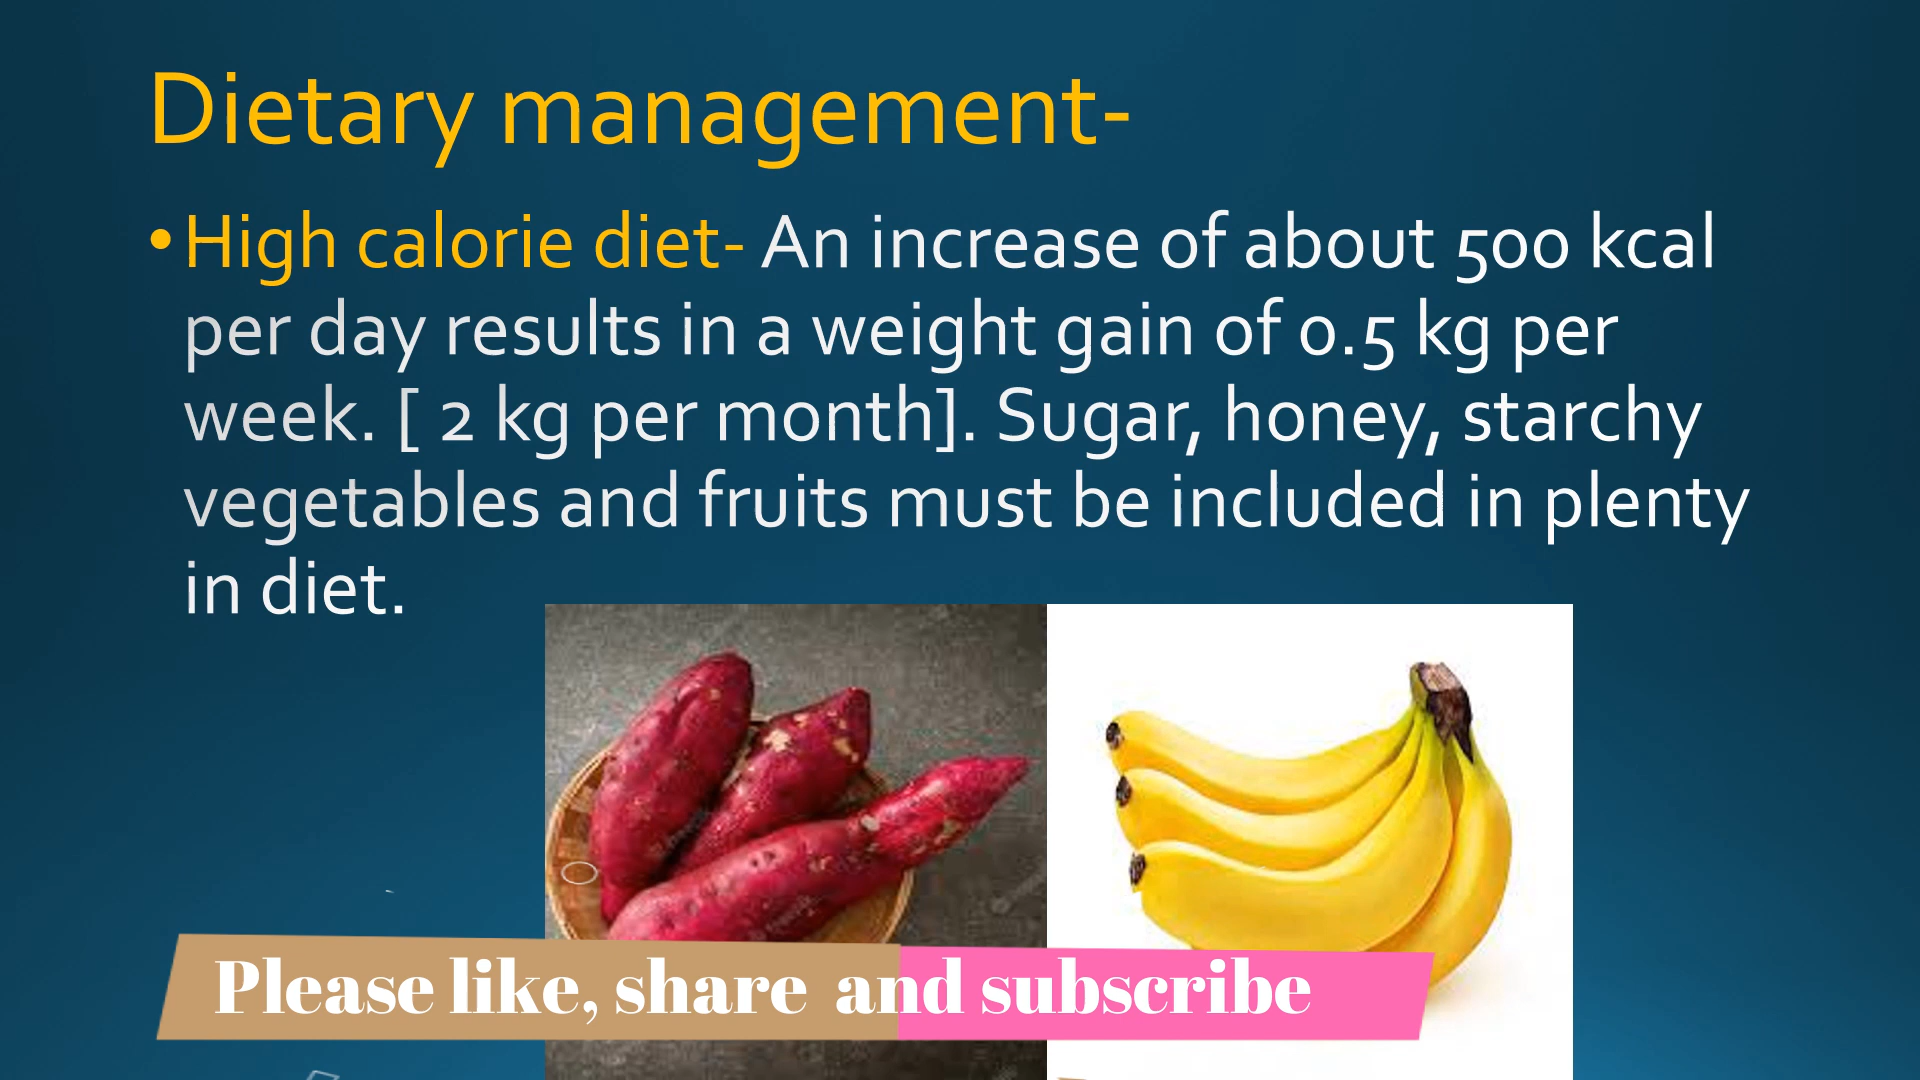 Dietary management-
•High calorie diet- An increase of about 500 kcal
per day results in a weight gain of 0.5 kg per
week. [ 2 kg per month]. Sugar, honey, starchy
vegetables and fruits must be included in plenty
in diet.
Please like, share and subscribe